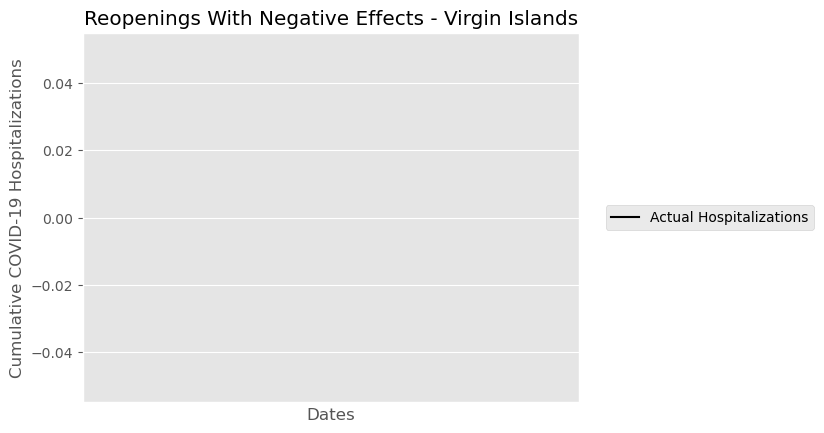 Reopenings With Negative Effects - Virgin Islands
Cumulative COVID-19 Hospitalizations
0.04
0.02
0.00
−0.02
−0.04
Dates
Actual Hospitalizations